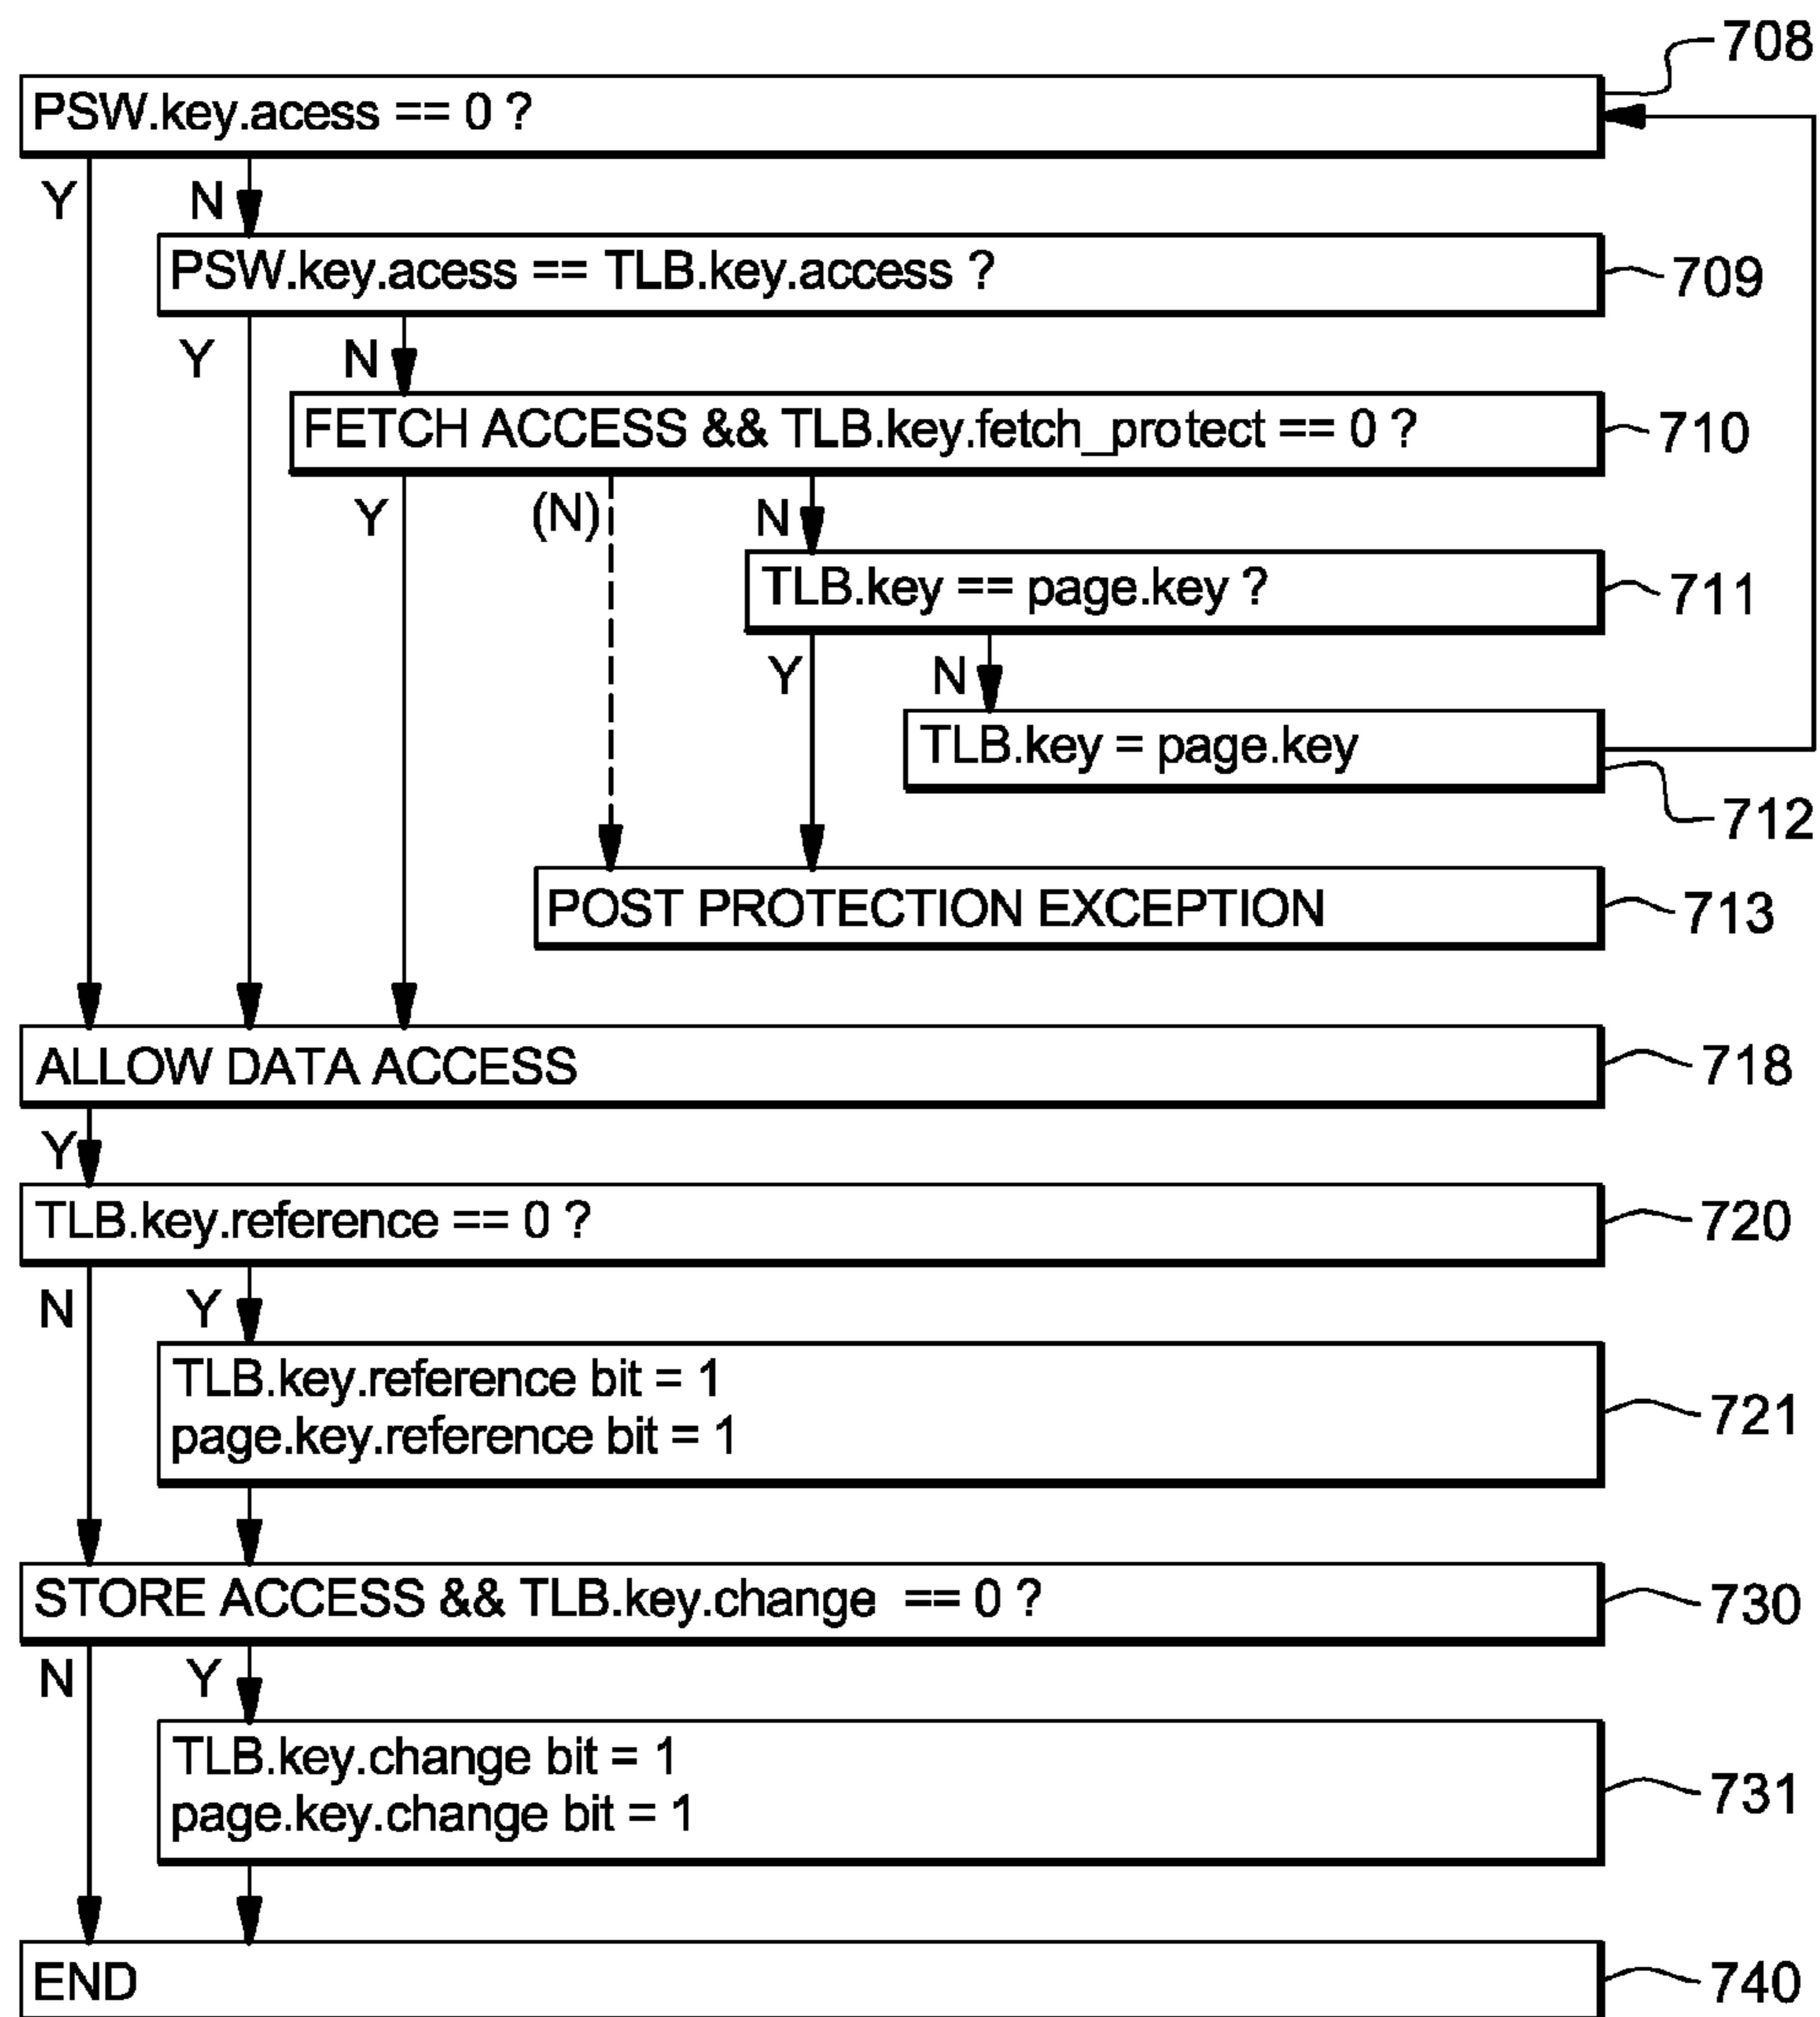 708
PSW.key.acess == 0 ?
Y N
PSW.key.acess == TLB.key.access ?
709
Y N
FETCH ACCESS && TLB.key.fetch_protect == 0 ?
710
Y (N) N
TLB.key == page.key ?
711
Y N
TLB.key = page.key
712
POST PROTECTION EXCEPTION
713
ALLOW DATA ACCESS
718
Y
TLB.key.reference == 0 ?
720
N Y
TLB.key.reference bit = 1
page.key.reference bit = 1
721
STORE ACCESS && TLB.key.change == 0 ?
730
N Y
TLB.key.change bit = 1
page.key.change bit = 1
731
END
740